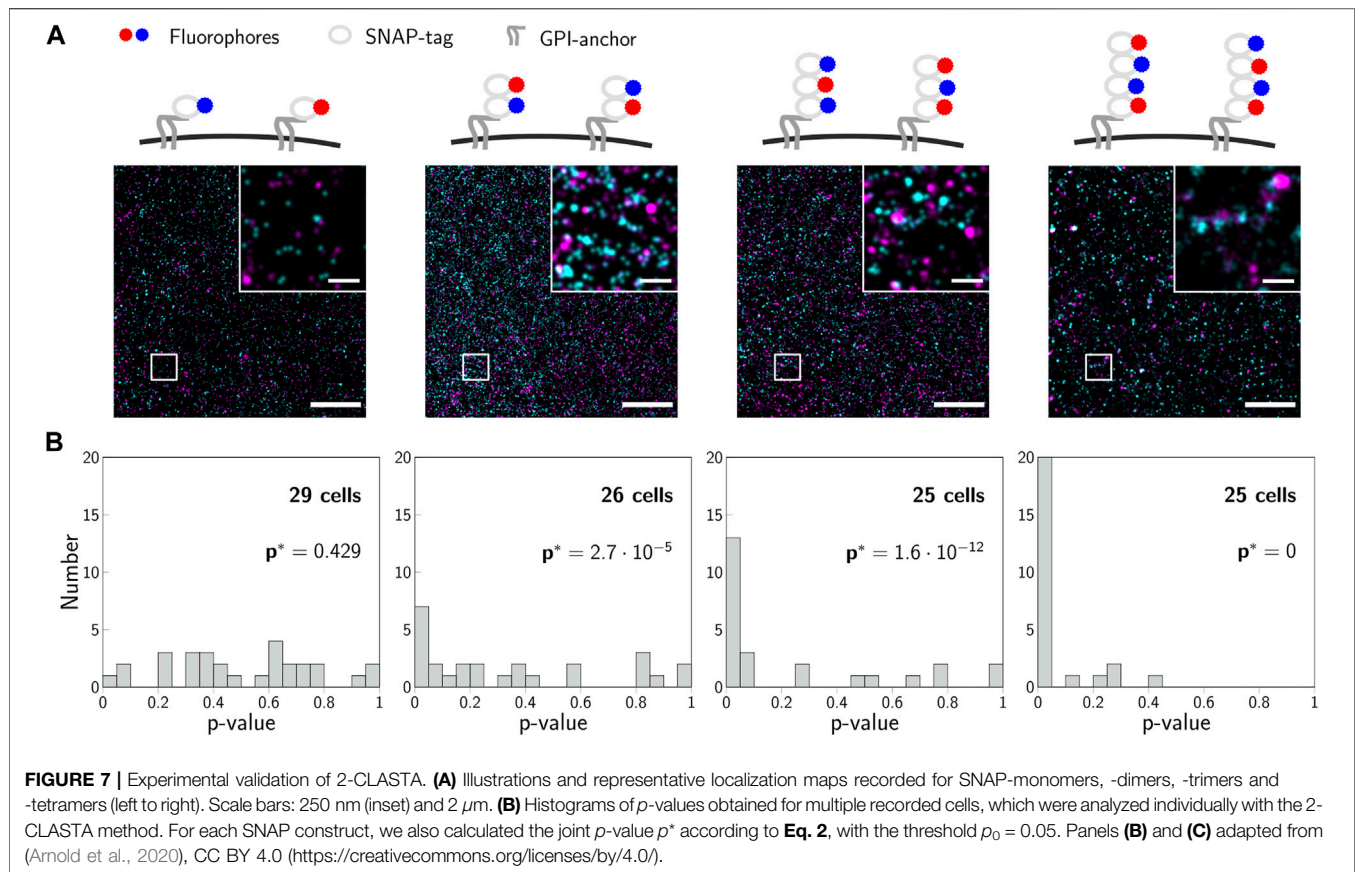 A
Fluorophores SNAP-tag GPI-anchor
B
20
15
10
5
0
Number
29 cells
p* = 0.429
0 0.2 0.4 0.6 0.8 1
p-value
20
15
10
5
0
26 cells
p* = 2.7 · 10⁻⁵
0 0.2 0.4 0.6 0.8 1
p-value
20
15
10
5
0
25 cells
p* = 1.6 · 10⁻¹²
0 0.2 0.4 0.6 0.8 1
p-value
20
15
10
5
0
25 cells
p* = 0
0 0.2 0.4 0.6 0.8 1
p-value
FIGURE 7 | Experimental validation of 2-CLASTA. (A) Illustrations and representative localization maps recorded for SNAP-monomers, -dimers, -trimers and
-tetramers (left to right). Scale bars: 250 nm (inset) and 2 μm. (B) Histograms of p-values obtained for multiple recorded cells, which were analyzed individually with the 2-
CLASTA method. For each SNAP construct, we also calculated the joint p-value p* according to Eq. 2, with the threshold p₀ = 0.05. Panels (B) and (C) adapted from
(Arnold et al., 2020), CC BY 4.0 (https://creativecommons.org/licenses/by/4.0/).